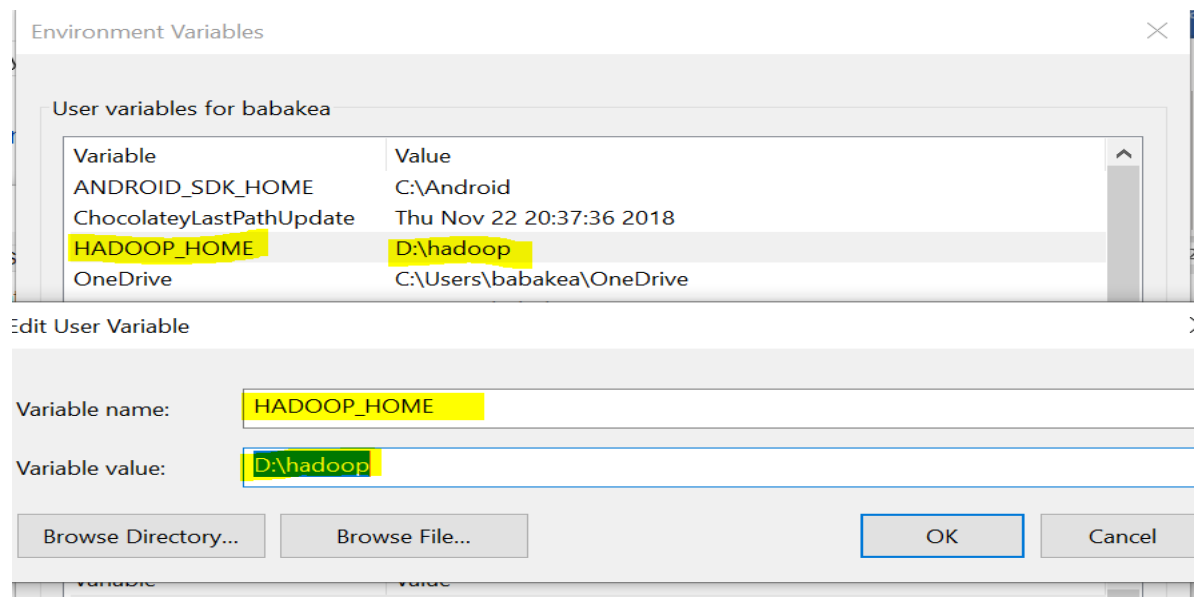 Environment Variables
User variables for babakea
Variable Value
ANDROID_SDK_HOME C:\Android
ChocolateyLastPathUpdate Thu Nov 22 20:37:36 2018
HADOOP_HOME D:\hadoop
OneDrive C:\Users\babakea\OneDrive
Edit User Variable
Variable name: HADOOP_HOME
Variable value: D:\hadoop
Browse Directory... Browse File... OK Cancel
Variable Value